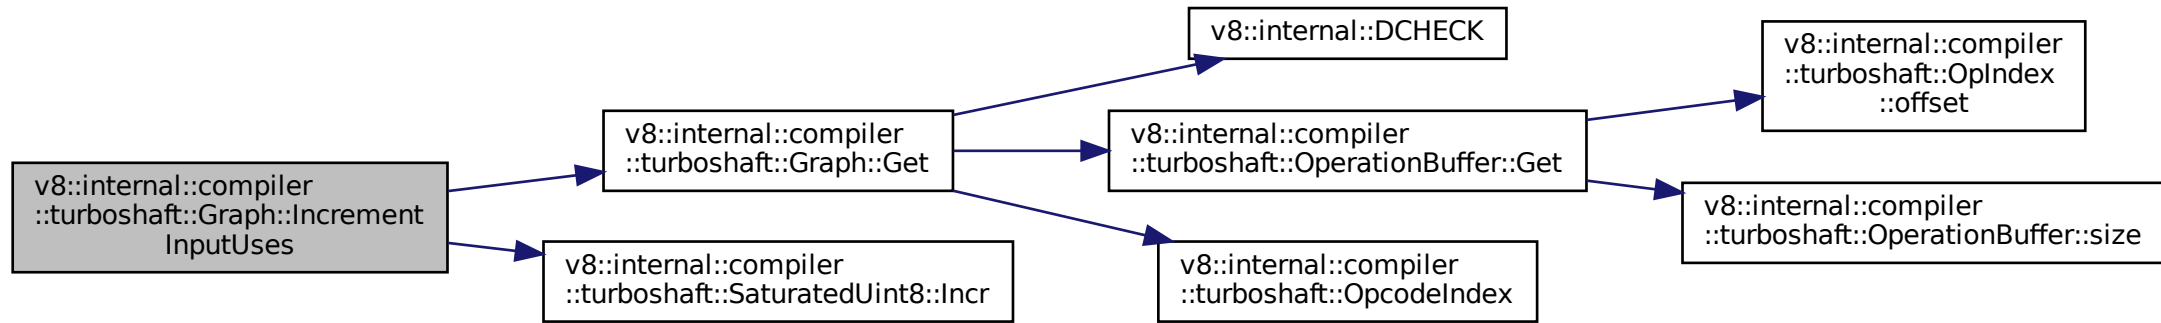 v8::internal::compiler
::turboshaft::Graph::Increment
InputUses
v8::internal::compiler
::turboshaft::Graph::Get
v8::internal::compiler
::turboshaft::SaturatedUint8::Incr
v8::internal::DCHECK
v8::internal::compiler
::turboshaft::OperationBuffer::Get
v8::internal::compiler
::turboshaft::OpcodeIndex
v8::internal::compiler
::turboshaft::OpIndex
::offset
v8::internal::compiler
::turboshaft::OperationBuffer::size